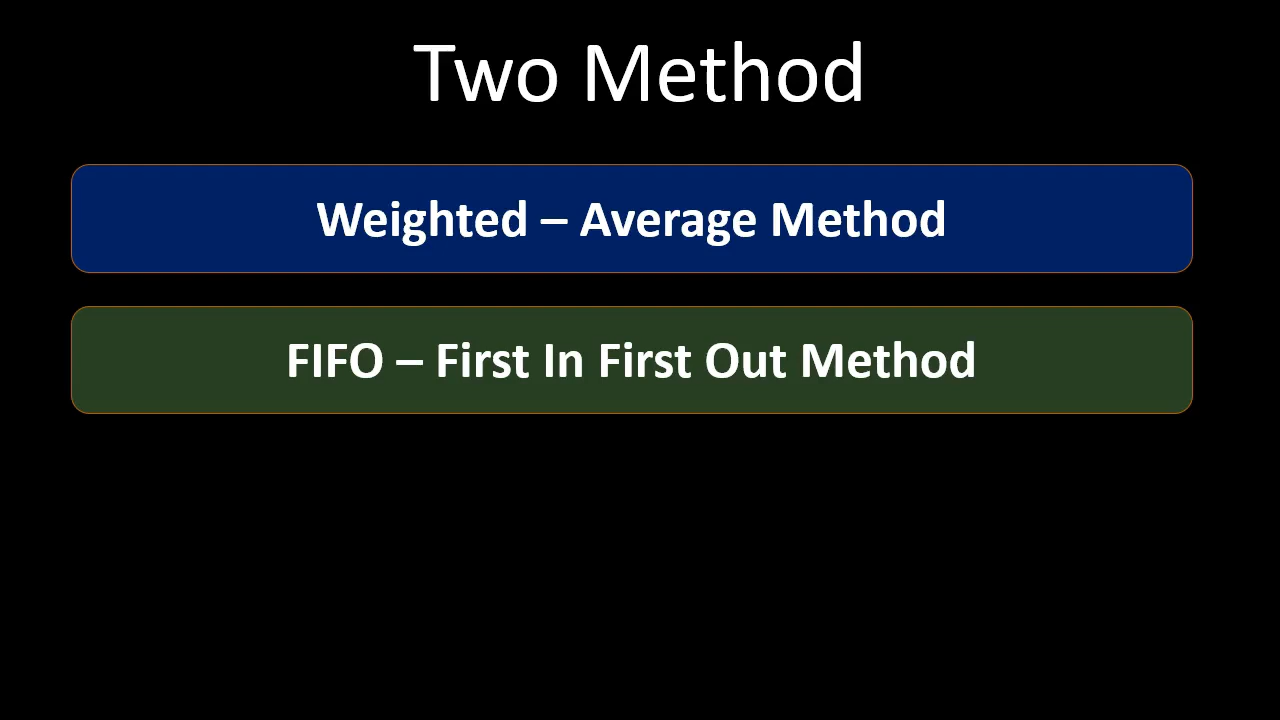 Two Method
Weighted – Average Method
FIFO – First In First Out Method